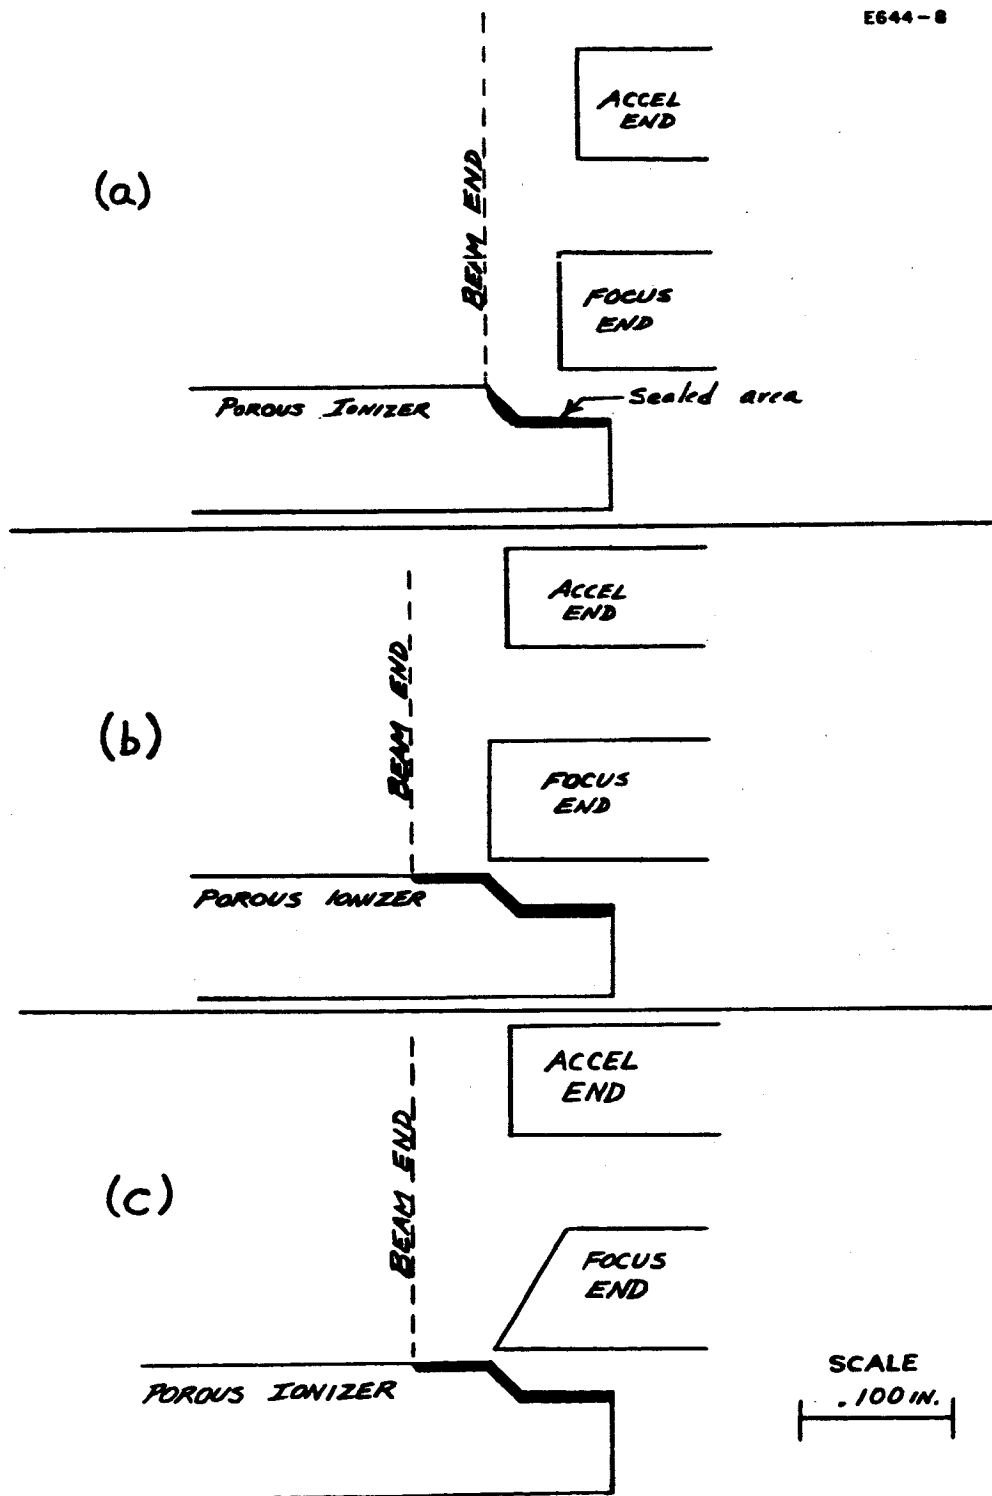 E644-8
(a)
BEAM END
ACCEL
END
FOCUS
END
POROUS IONIZER
Sealed area
(b)
BEAM END
ACCEL
END
FOCUS
END
POROUS IONIZER
(c)
BEAM END
ACCEL
END
FOCUS
END
POROUS IONIZER
SCALE
.100 IN.